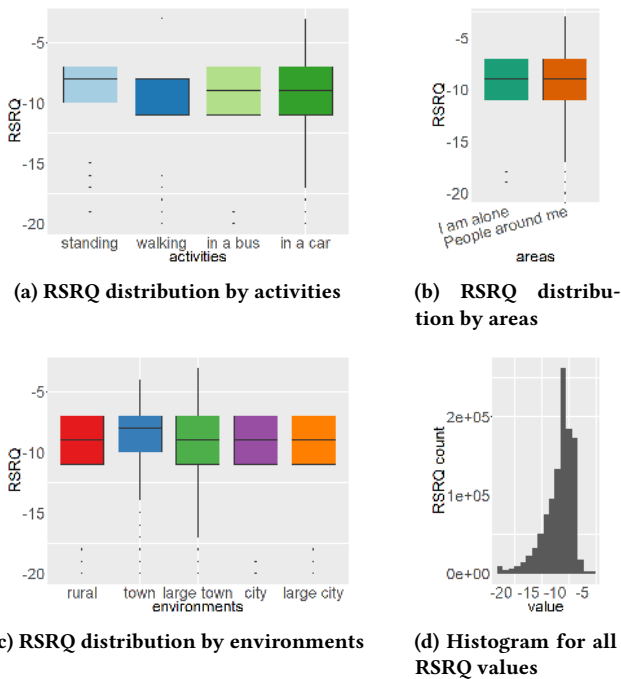 -5
-10
-15
-20
RSRQ
standing
walking
in a bus
in a car
activities
(a) RSRQ distribution by activities
-5
-10
-15
-20
RSRQ
I am alone
People around me
areas
(b) RSRQ distribu-
tion by areas
-5
-10
-15
-20
RSRQ
rural
town
large town
city
large city
environments
c) RSRQ distribution by environments
2e+05
1e+05
0e+00
RSRQ count
-20 -15 -10 -5
value
(d) Histogram for all
RSRQ values